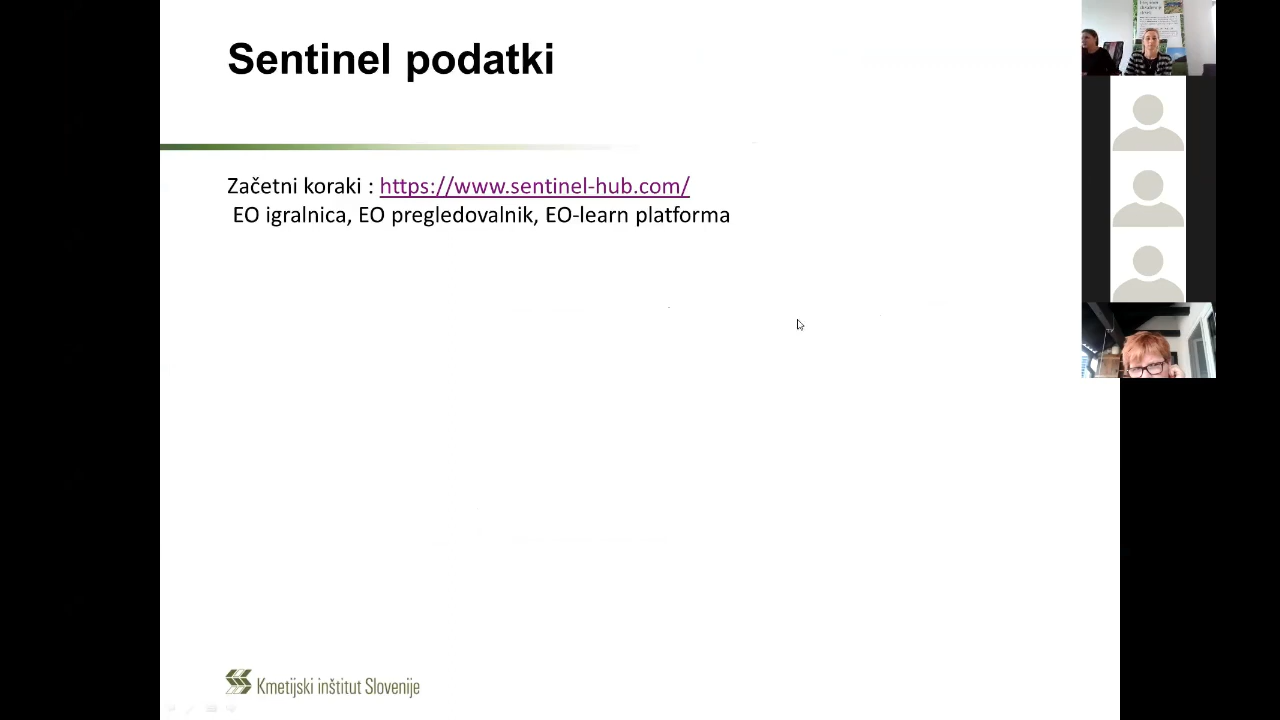 Sentinel podatki
Začetni koraki : https://www.sentinel-hub.com/
EO igralnica, EO pregledovalnik, EO-learn platforma
Kmetijski inštitut Slovenije